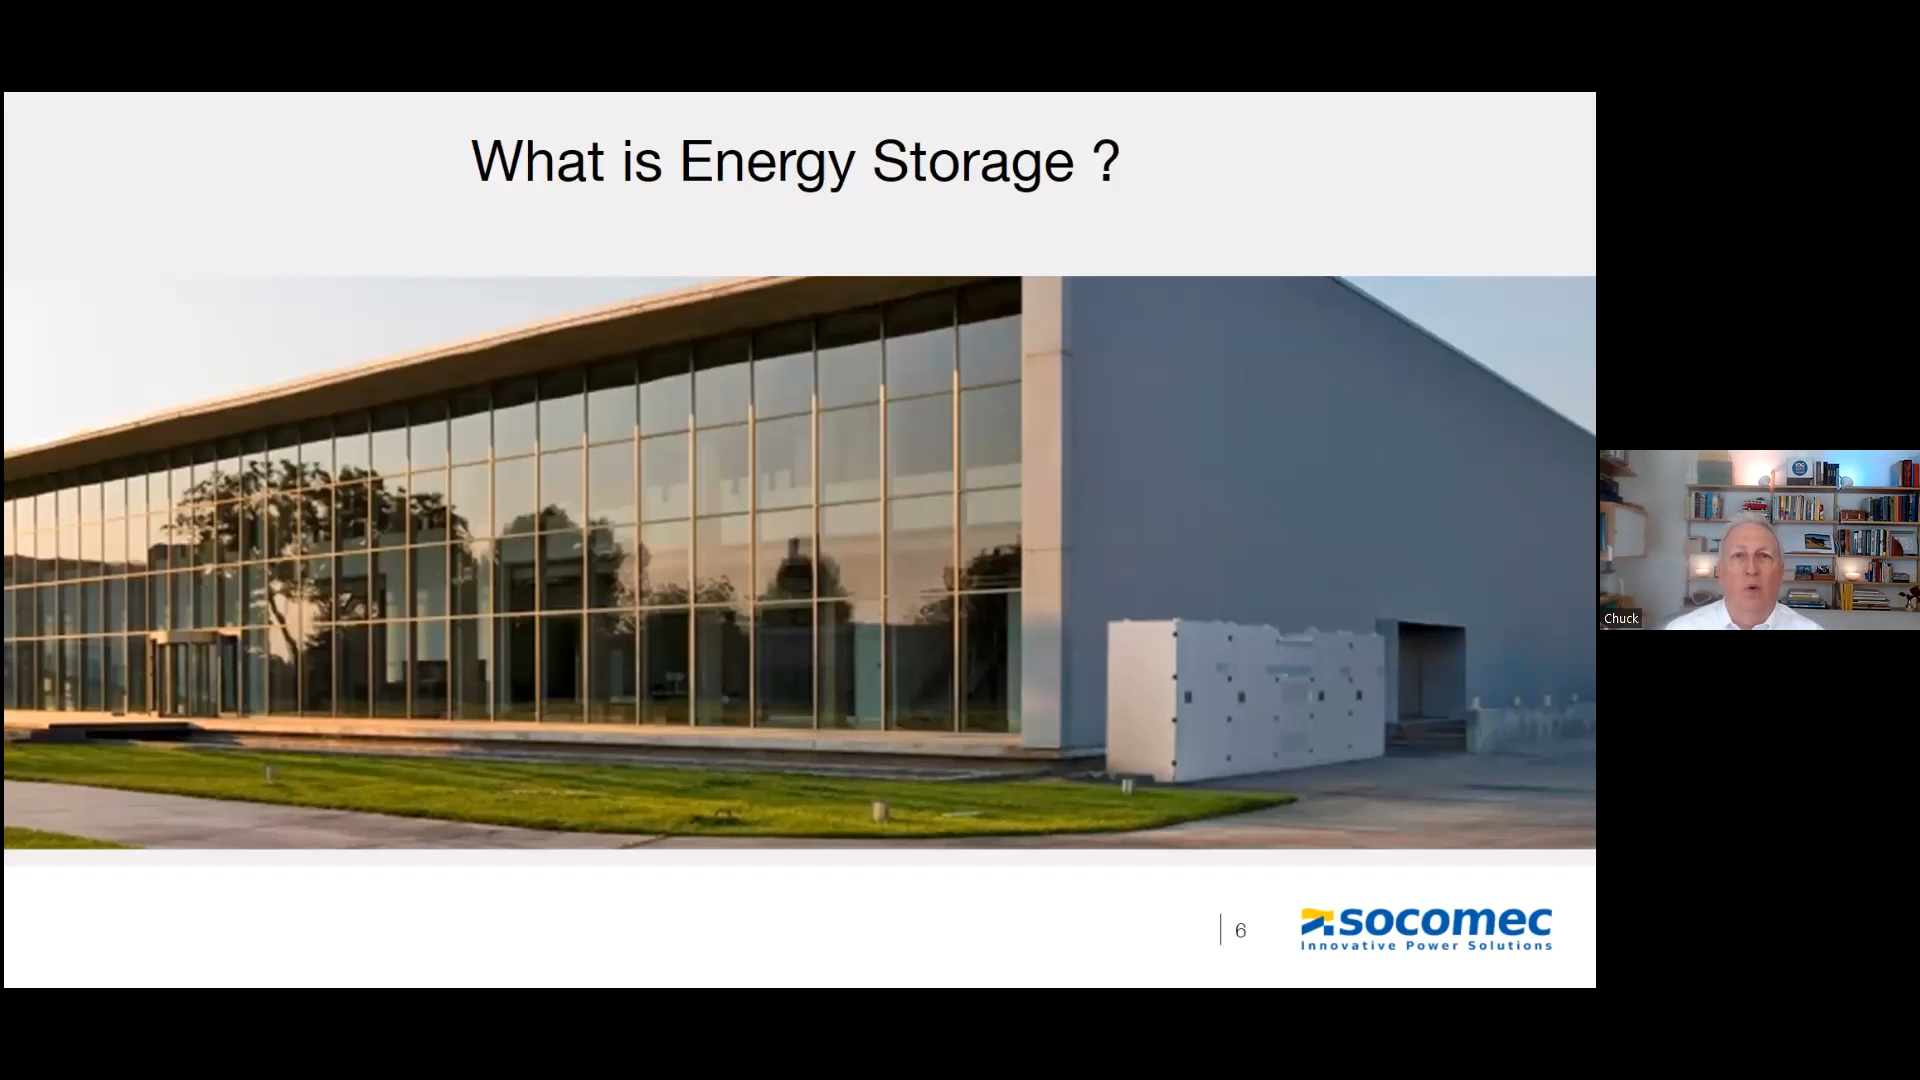 What is Energy Storage ?
Chuck
6
socomec
Innovative Power Solutions